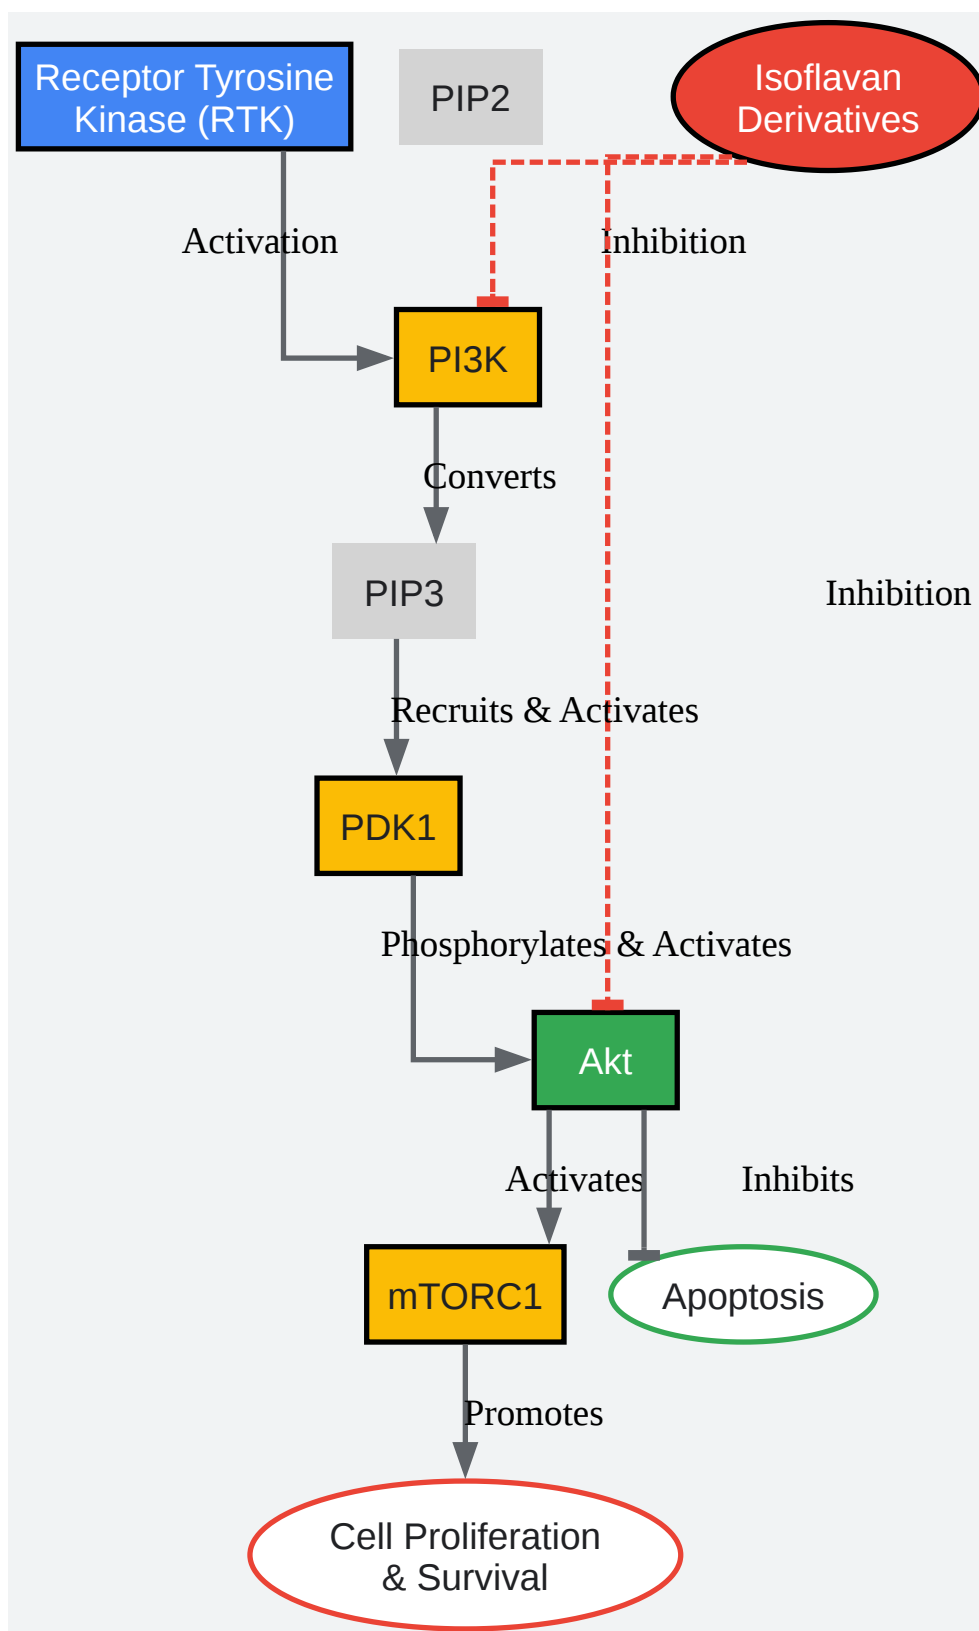 Receptor Tyrosine
Kinase (RTK)
PIP2
Isoflavan
Derivatives
Activation
Inhibition
PI3K
Converts
PIP3
Inhibition
Recruits & Activates
PDK1
Phosphorylates & Activates
Akt
Activates
Inhibits
mTORC1
Apoptosis
Promotes
Cell Proliferation
& Survival